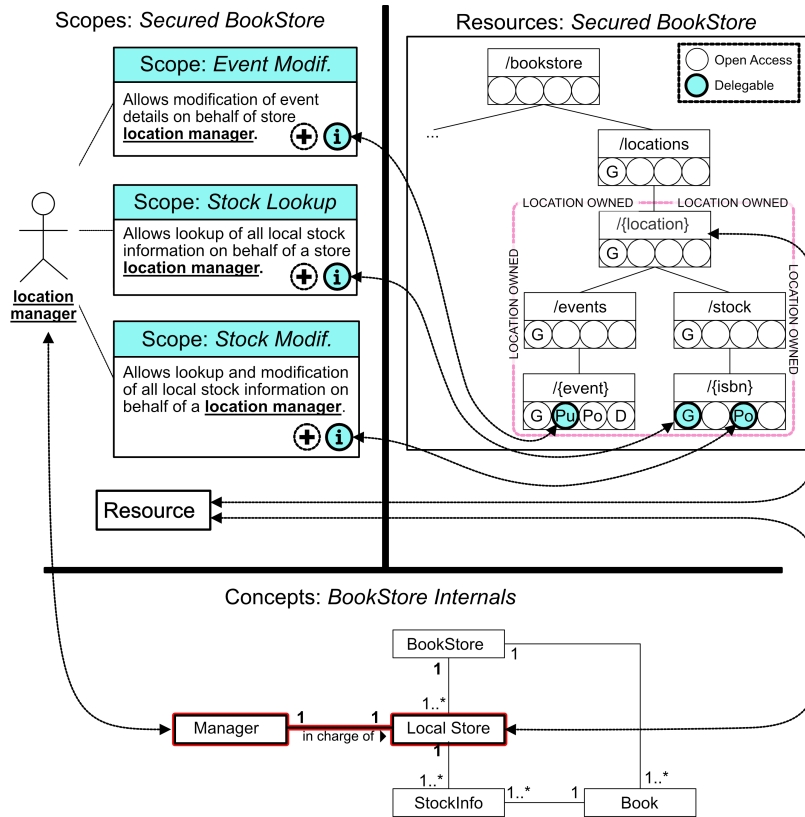 Scopes: Secured BookStore
Scope: Event Modif.
Allows modification of event
details on behalf of store
location manager.
i
Scope: Stock Lookup
Allows lookup of all local stock
information on behalf of a store
location manager.
i
location
manager
Scope: Stock Modif.
Allows lookup and modification
of all local stock information on
behalf of a location manager.
i
Resource
Resources: Secured BookStore
Open Access
Delegable
/bookstore
...
/locations
G
LOCATION OWNED LOCATION OWNED
LOCATION OWNED
LOCATION OWNED
/{location}
G
/events
G
/stock
G
/{event}
G Pu Po D
/{isbn}
G Po
Concepts: BookStore Internals
BookStore
1
1
1..*
Manager
1
1
in charge of
Local Store
1
1..*
1..*
1
1..*
StockInfo
Book